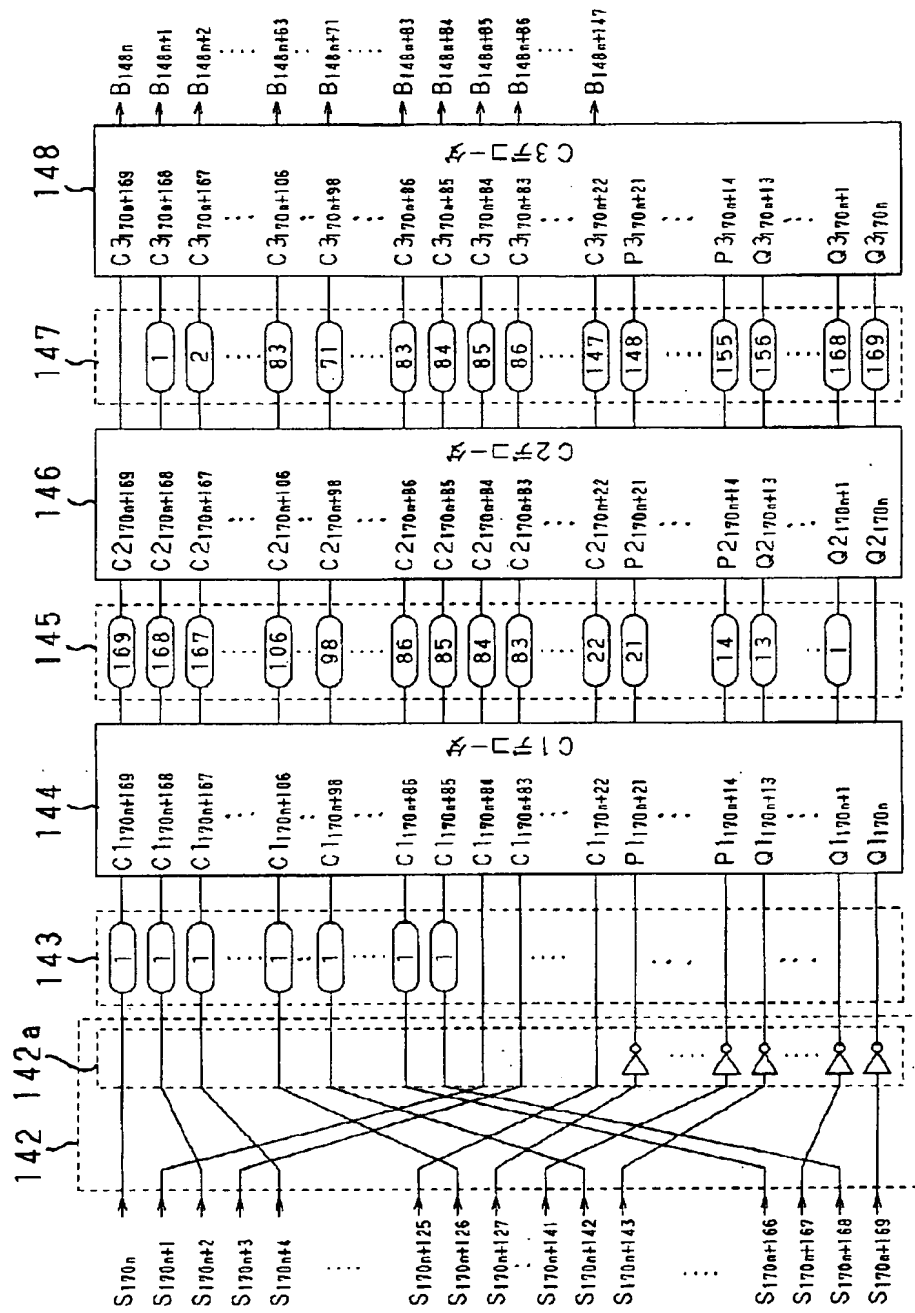 142
142a
143
144
145
146
147
148
S170n
S170n+1
S170n+2
S170n+3
S170n+4
S170n+125
S170n+126
S170n+127
S170n+141
S170n+142
S170n+143
S170n+166
S170n+167
S170n+168
S170n+169
1
1
1
1
1
1
1
C1170n+169
C1170n+168
C1170n+167
C1170n+106
C1170n+98
C1170n+86
C1170n+85
C1170n+84
C1170n+83
C1170n+22
P1170n+21
P1170n+14
Q1170n+13
Q1170n+1
Q1170n
C1デコーダ
169
168
167
106
98
86
85
84
83
22
21
14
13
1
C2170n+169
C2170n+168
C2170n+167
C2170n+106
C2170n+98
C2170n+86
C2170n+85
C2170n+84
C2170n+83
C2170n+22
P2170n+21
P2170n+14
Q2170n+13
Q2170n+1
Q2170n
C2デコーダ
1
2
83
71
83
84
85
86
147
148
155
156
168
169
C3170n+169
C3170n+168
C3170n+167
C3170n+106
C3170n+98
C3170n+86
C3170n+85
C3170n+84
C3170n+83
C3170n+22
P3170n+21
P3170n+14
Q3170n+13
Q3170n+1
Q3170n
C3デコーダ
B148n
B148n+1
B148n+2
B148n+63
B148n+71
B148n+83
B148n+84
B148n+85
B148n+86
B148n+147